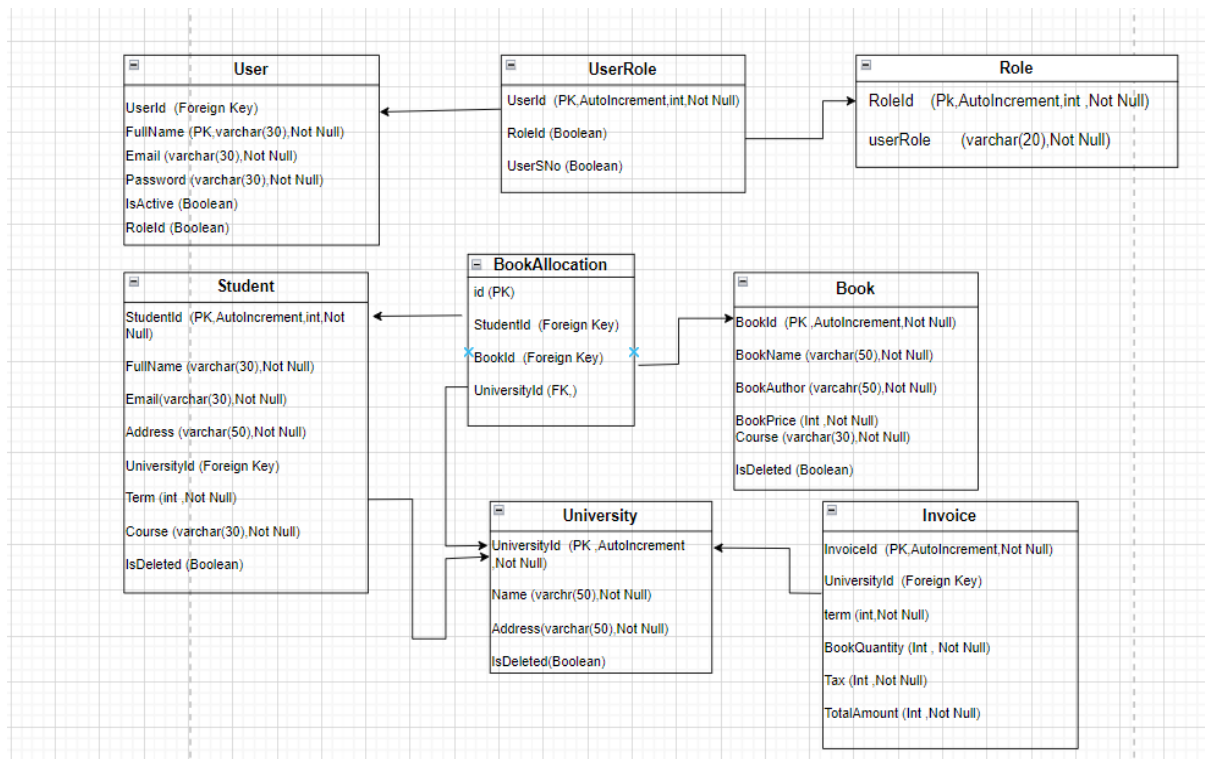 User
UserId (Foreign Key)
FullName (PK,varchar(30),Not Null)
Email (varchar(30),Not Null)
Password (varchar(30),Not Null)
IsActive (Boolean)
RoleId (Boolean)
UserRole
UserId (PK,AutoIncrement,int,Not Null)
RoleId (Boolean)
UserSNo (Boolean)
Role
RoleId (Pk,AutoIncrement,int ,Not Null)
userRole (varchar(20),Not Null)
Student
StudentId (PK,AutoIncrement,int,Not
Null)
FullName (varchar(30),Not Null)
Email(varchar(30),Not Null)
Address (varchar(50),Not Null)
UniversityId (Foreign Key)
Term (int ,Not Null)
Course (varchar(30),Not Null)
IsDeleted (Boolean)
BookAllocation
id (PK)
StudentId (Foreign Key)
BookId (Foreign Key)
UniversityId (FK,)
Book
BookId (PK ,AutoIncrement,Not Null)
BookName (varchar(50),Not Null)
BookAuthor (varcahr(50),Not Null)
BookPrice (Int ,Not Null)
Course (varchar(30),Not Null)
IsDeleted (Boolean)
University
UniversityId (PK ,AutoIncrement
,Not Null)
Name (varchr(50),Not Null)
Address(varchar(50),Not Null)
IsDeleted(Boolean)
Invoice
InvoiceId (PK,AutoIncrement,Not Null)
UniversityId (Foreign Key)
term (int,Not Null)
BookQuantity (Int , Not Null)
Tax (Int ,Not Null)
TotalAmount (Int ,Not Null)